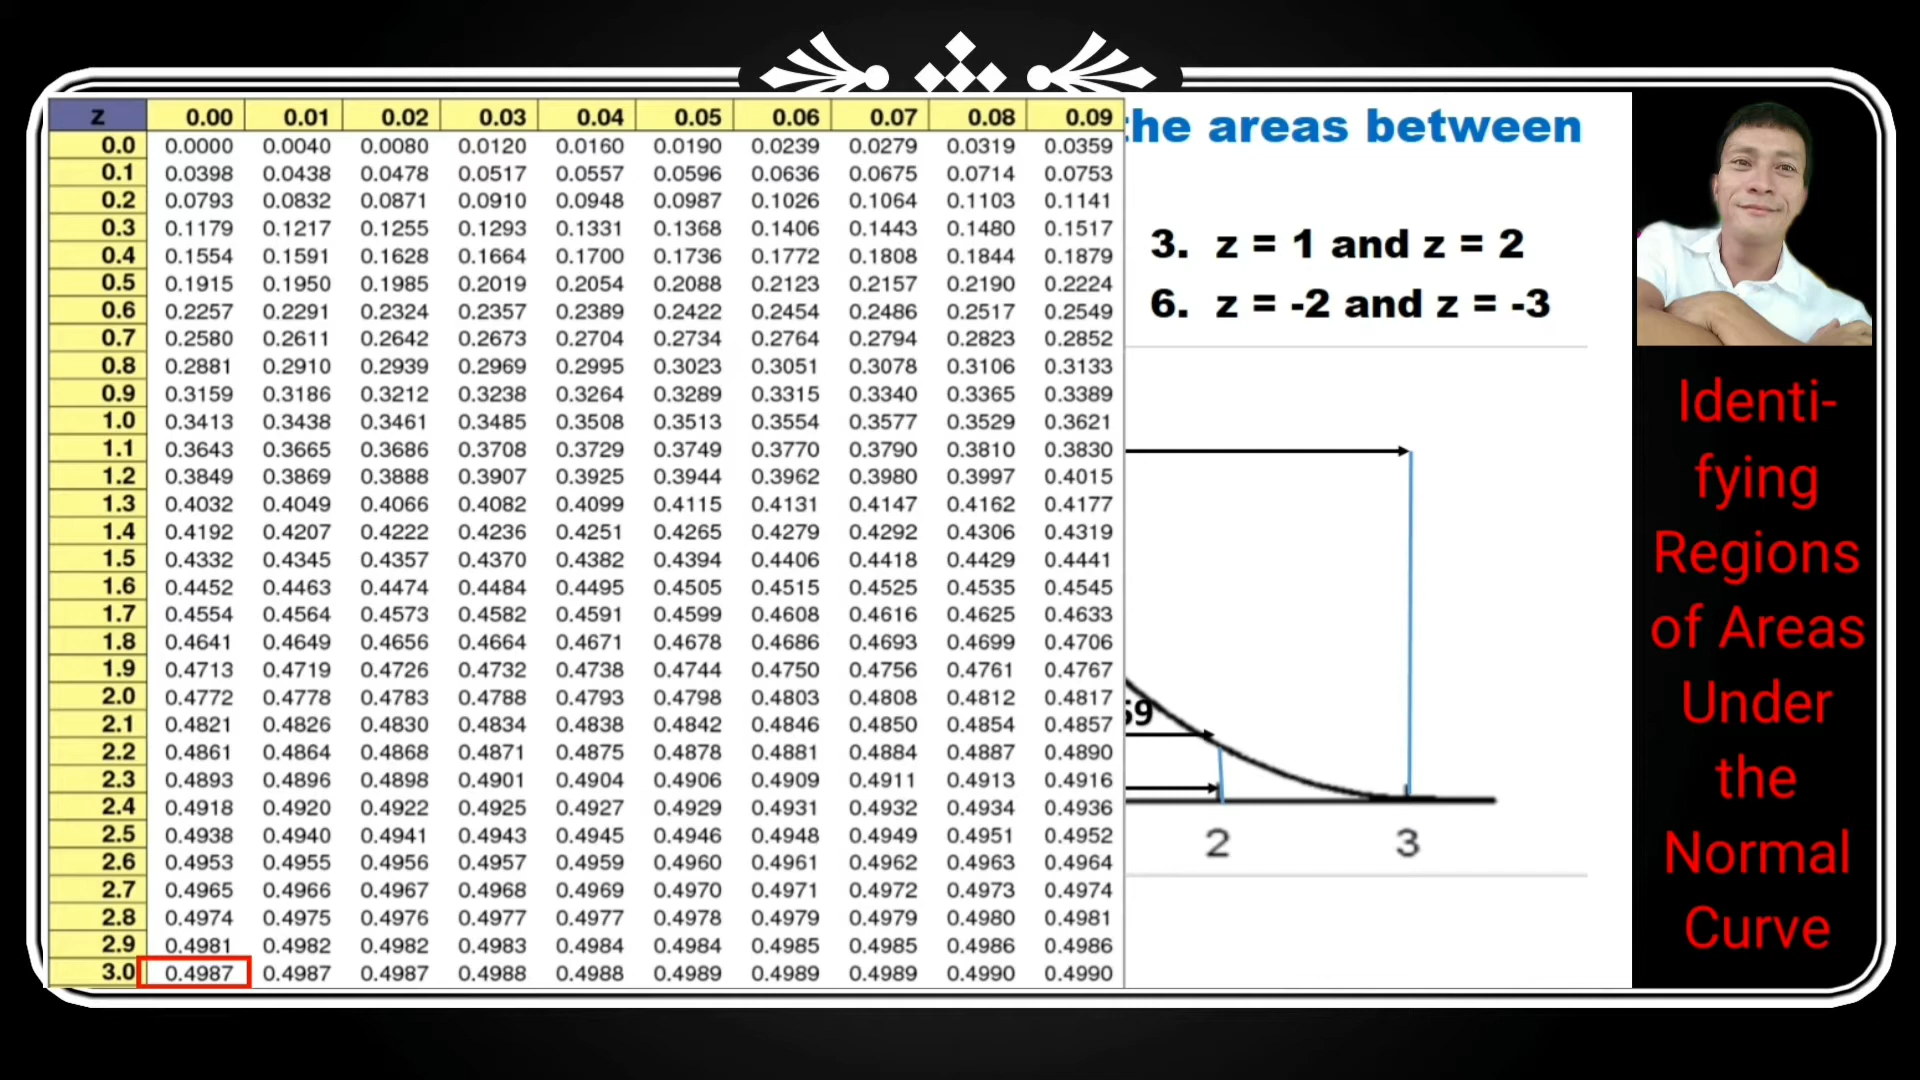 z 0.00 0.01 0.02 0.03 0.04 0.05 0.06 0.07 0.08 0.09
0.0 0.0000 0.0040 0.0080 0.0120 0.0160 0.0190 0.0239 0.0279 0.0319 0.0359
0.1 0.0398 0.0438 0.0478 0.0517 0.0557 0.0596 0.0636 0.0675 0.0714 0.0753
0.2 0.0793 0.0832 0.0871 0.0910 0.0948 0.0987 0.1026 0.1064 0.1103 0.1141
0.3 0.1179 0.1217 0.1255 0.1293 0.1331 0.1368 0.1406 0.1443 0.1480 0.1517
0.4 0.1554 0.1591 0.1628 0.1664 0.1700 0.1736 0.1772 0.1808 0.1844 0.1879
0.5 0.1915 0.1950 0.1985 0.2019 0.2054 0.2088 0.2123 0.2157 0.2190 0.2224
0.6 0.2257 0.2291 0.2324 0.2357 0.2389 0.2422 0.2454 0.2486 0.2517 0.2549
0.7 0.2580 0.2611 0.2642 0.2673 0.2704 0.2734 0.2764 0.2794 0.2823 0.2852
0.8 0.2881 0.2910 0.2939 0.2969 0.2995 0.3023 0.3051 0.3078 0.3106 0.3133
0.9 0.3159 0.3186 0.3212 0.3238 0.3264 0.3289 0.3315 0.3340 0.3365 0.3389
1.0 0.3413 0.3438 0.3461 0.3485 0.3508 0.3513 0.3554 0.3577 0.3529 0.3621
1.1 0.3643 0.3665 0.3686 0.3708 0.3729 0.3749 0.3770 0.3790 0.3810 0.3830
1.2 0.3849 0.3869 0.3888 0.3907 0.3925 0.3944 0.3962 0.3980 0.3997 0.4015
1.3 0.4032 0.4049 0.4066 0.4082 0.4099 0.4115 0.4131 0.4147 0.4162 0.4177
1.4 0.4192 0.4207 0.4222 0.4236 0.4251 0.4265 0.4279 0.4292 0.4306 0.4319
1.5 0.4332 0.4345 0.4357 0.4370 0.4382 0.4394 0.4406 0.4418 0.4429 0.4441
1.6 0.4452 0.4463 0.4474 0.4484 0.4495 0.4505 0.4515 0.4525 0.4535 0.4545
1.7 0.4554 0.4564 0.4573 0.4582 0.4591 0.4599 0.4608 0.4616 0.4625 0.4633
1.8 0.4641 0.4649 0.4656 0.4664 0.4671 0.4678 0.4686 0.4693 0.4699 0.4706
1.9 0.4713 0.4719 0.4726 0.4732 0.4738 0.4744 0.4750 0.4756 0.4761 0.4767
2.0 0.4772 0.4778 0.4783 0.4788 0.4793 0.4798 0.4803 0.4808 0.4812 0.4817
2.1 0.4821 0.4826 0.4830 0.4834 0.4838 0.4842 0.4846 0.4850 0.4854 0.4857
2.2 0.4861 0.4864 0.4868 0.4871 0.4875 0.4878 0.4881 0.4884 0.4887 0.4890
2.3 0.4893 0.4896 0.4898 0.4901 0.4904 0.4906 0.4909 0.4911 0.4913 0.4916
2.4 0.4918 0.4920 0.4922 0.4925 0.4927 0.4929 0.4931 0.4932 0.4934 0.4936
2.5 0.4938 0.4940 0.4941 0.4943 0.4945 0.4946 0.4948 0.4949 0.4951 0.4952
2.6 0.4953 0.4955 0.4956 0.4957 0.4959 0.4960 0.4961 0.4962 0.4963 0.4964
2.7 0.4965 0.4966 0.4967 0.4968 0.4969 0.4970 0.4971 0.4972 0.4973 0.4974
2.8 0.4974 0.4975 0.4976 0.4977 0.4977 0.4978 0.4979 0.4979 0.4980 0.4981
2.9 0.4981 0.4982 0.4982 0.4983 0.4984 0.4984 0.4985 0.4985 0.4986 0.4986
3.0 0.4987 0.4987 0.4987 0.4988 0.4988 0.4989 0.4989 0.4989 0.4990 0.4990
the areas between
3. z = 1 and z = 2
6. z = -2 and z = -3
59
2 3
Identi-
fying
Regions
of Areas
Under
the
Normal
Curve